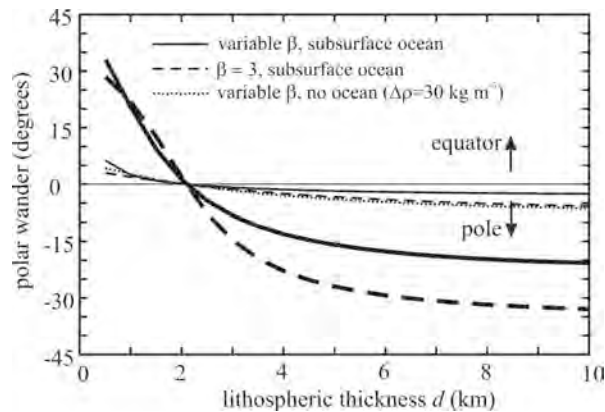 45
30
15
0
-15
-30
-45
polar wander (degrees)
variable β, subsurface ocean
β = 3, subsurface ocean
variable β, no ocean (Δρ=30 kg m⁻³)
equator
pole
0 2 4 6 8 10
lithospheric thickness d (km)